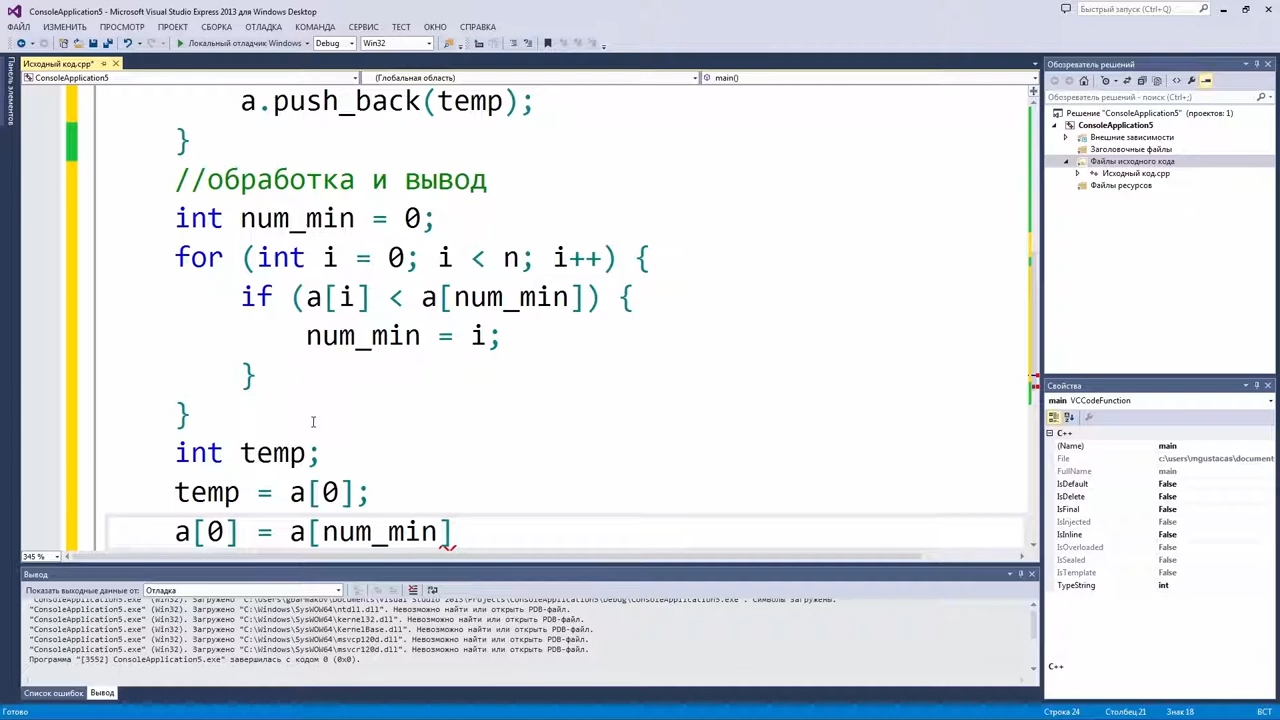 ConsoleApplication5 - Microsoft Visual Studio Express 2013 для Windows Desktop
Быстрый запуск (Ctrl+Q)
ФАЙЛ ИЗМЕНИТЬ ПРОСМОТР ПРОЕКТ СБОРКА ОТЛАДКА КОМАНДА СЕРВИС ТЕСТ ОКНО СПРАВКА
Локальный отладчик Windows Debug Win32
Панель элементов
Исходный код.cpp*
ConsoleApplication5 (Глобальная область) main()
a.push_back(temp);
}
//обработка и вывод
int num_min = 0;
for (int i = 0; i < n; i++) {
if (a[i] < a[num_min]) {
num_min = i;
}
}
int temp;
temp = a[0];
a[0] = a[num_min]
345 %
Вывод
Показать выходные данные от: Отладка
"ConsoleApplication5.exe" (Win32). Загружено "C:\Windows\SysWOW64\ntdll.dll". Невозможно найти или открыть PDB-файл.
"ConsoleApplication5.exe" (Win32). Загружено "C:\Windows\SysWOW64\kernel32.dll". Невозможно найти или открыть PDB-файл.
"ConsoleApplication5.exe" (Win32). Загружено "C:\Windows\SysWOW64\KernelBase.dll". Невозможно найти или открыть PDB-файл.
"ConsoleApplication5.exe" (Win32). Загружено "C:\Windows\SysWOW64\msvcp120d.dll". Невозможно найти или открыть PDB-файл.
"ConsoleApplication5.exe" (Win32). Загружено "C:\Windows\SysWOW64\msvcr120d.dll". Невозможно найти или открыть PDB-файл.
Программа "[3552] ConsoleApplication5.exe" завершилась с кодом 0 (0x0).
Список ошибок Вывод
Обозреватель решений
Обозреватель решений - поиск (Ctrl+;)
Решение "ConsoleApplication5" (проектов: 1)
ConsoleApplication5
Внешние зависимости
Заголовочные файлы
Файлы исходного кода
Исходный код.cpp
Файлы ресурсов
Свойства
main VCCodeFunction
C++
(Name) main
File c:\users\mgustacas\document
FullName main
IsDefault False
IsDelete False
IsFinal False
IsInjected False
IsInline False
IsOverloaded False
IsSealed False
IsTemplate False
TypeString int
C++
Готово Строка 24 Столбец 21 Знак 18 ВСТ